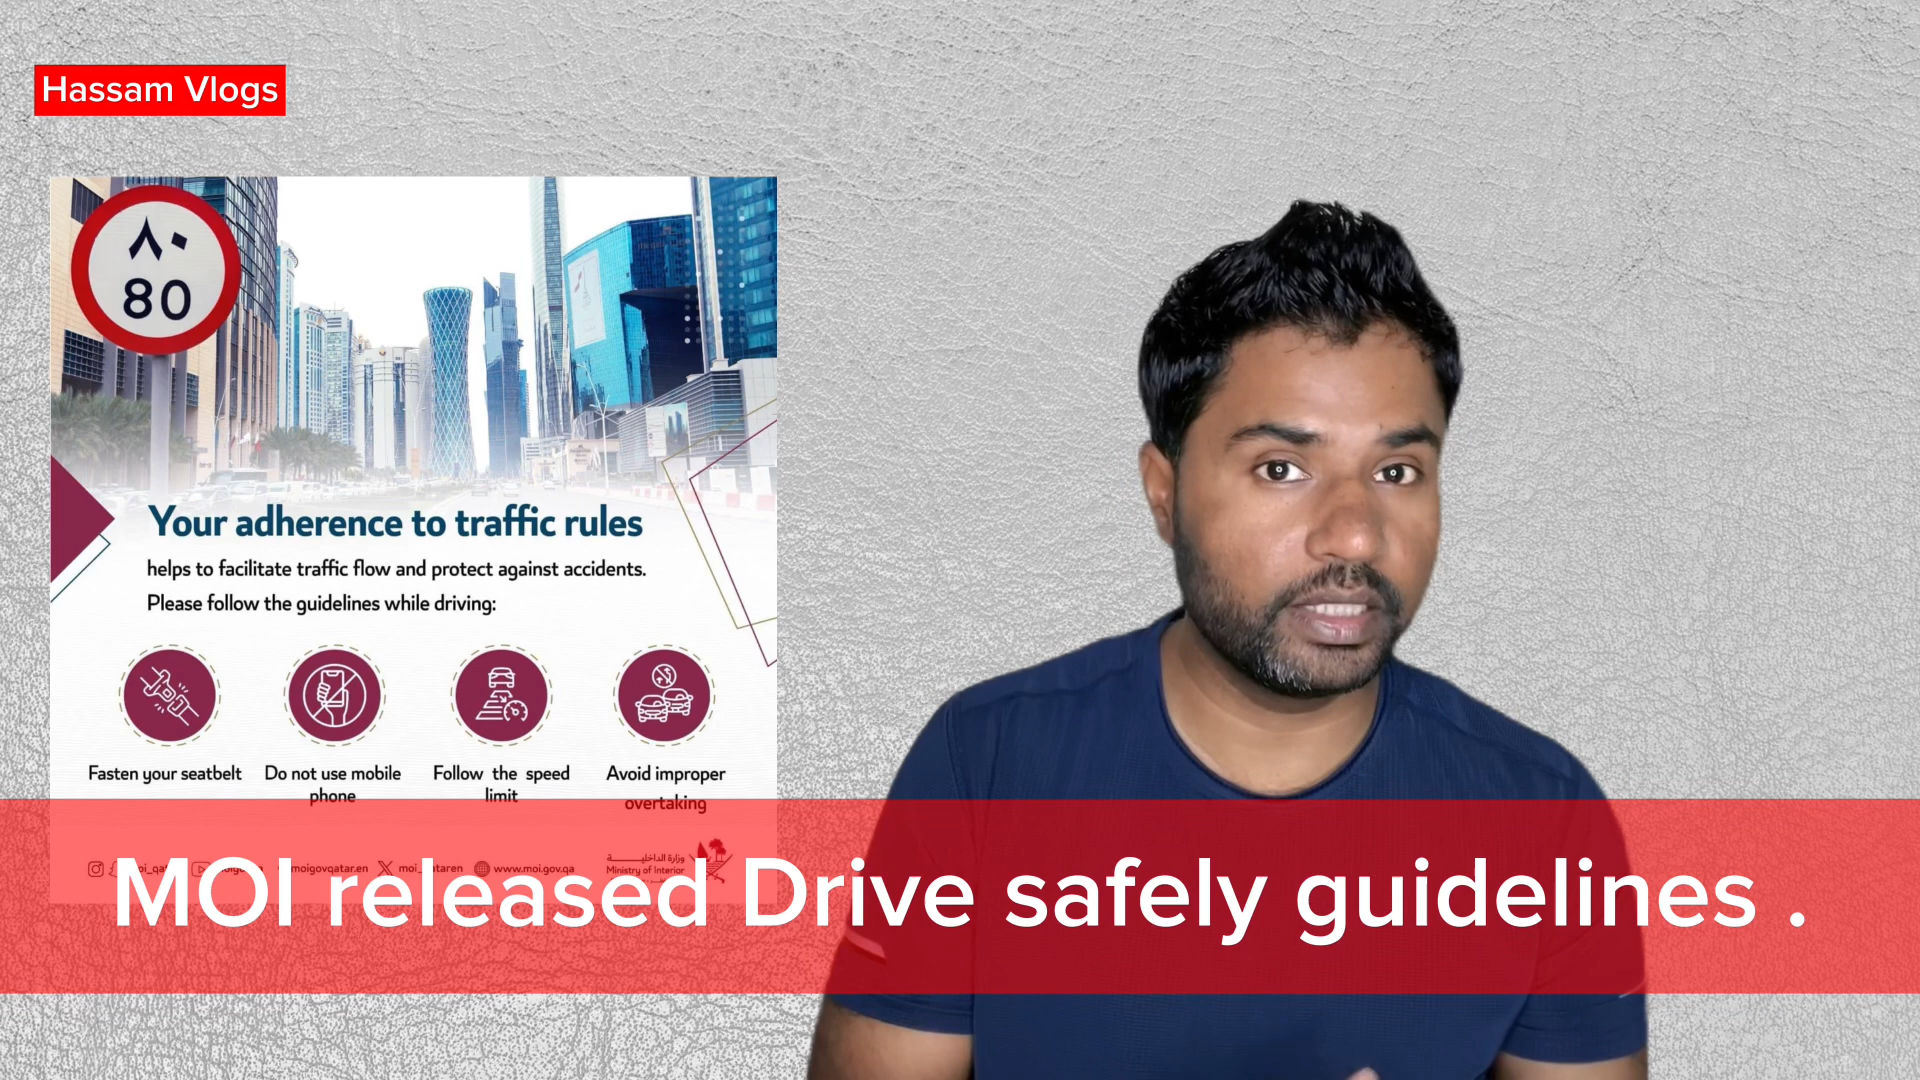 Hassam Vlogs
٨٠
80
Your adherence to traffic rules
helps to facilitate traffic flow and protect against accidents.
Please follow the guidelines while driving:
Fasten your seatbelt
Do not use mobile
phone
Follow the speed
limit
Avoid improper
overtaking
moigovqatar.en
www.moi.gov.qa
وزارة الداخلية
Ministry of Interior
MOI released Drive safely guidelines .